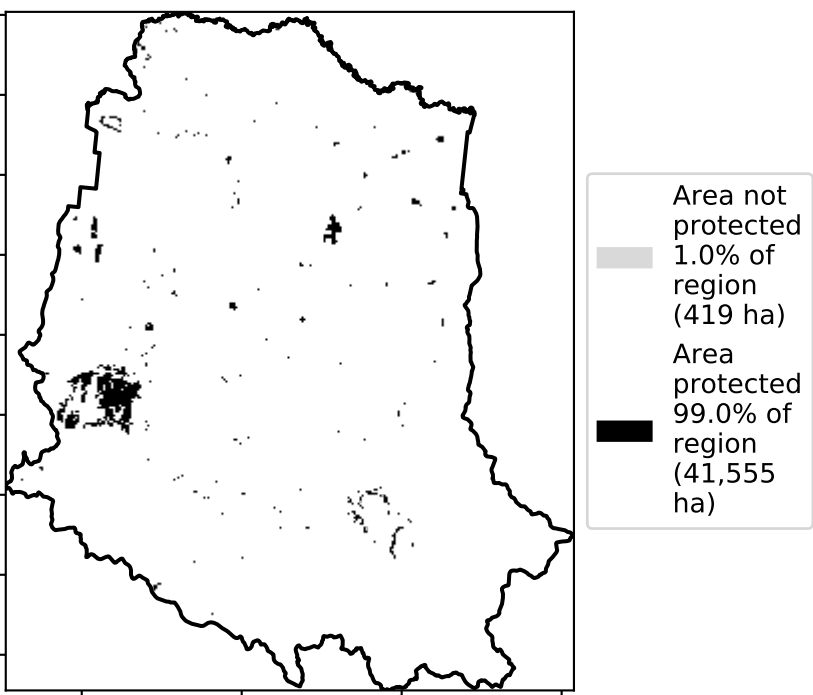 Area not
protected
1.0% of
region
(419 ha)
Area
protected
99.0% of
region
(41,555
ha)